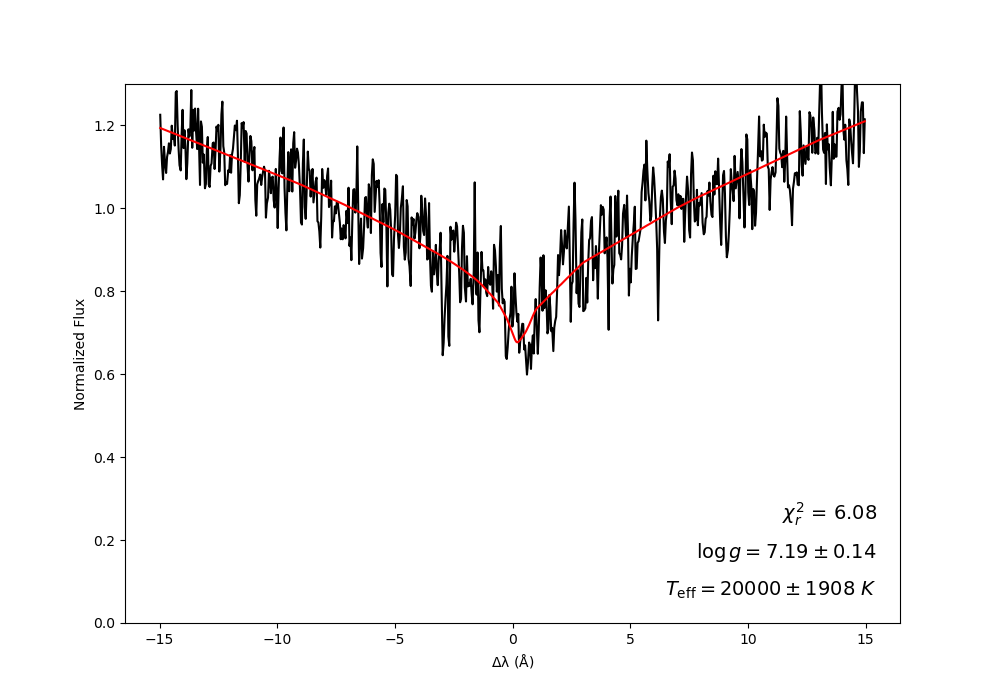 1.2
1.0
0.8
0.6
0.4
0.2
0.0
Normalized Flux
χ²ᵣ = 6.08
log g = 7.19 ± 0.14
T_eff = 20000 ± 1908 K
−15 −10 −5 0 5 10 15
Δλ (Å)